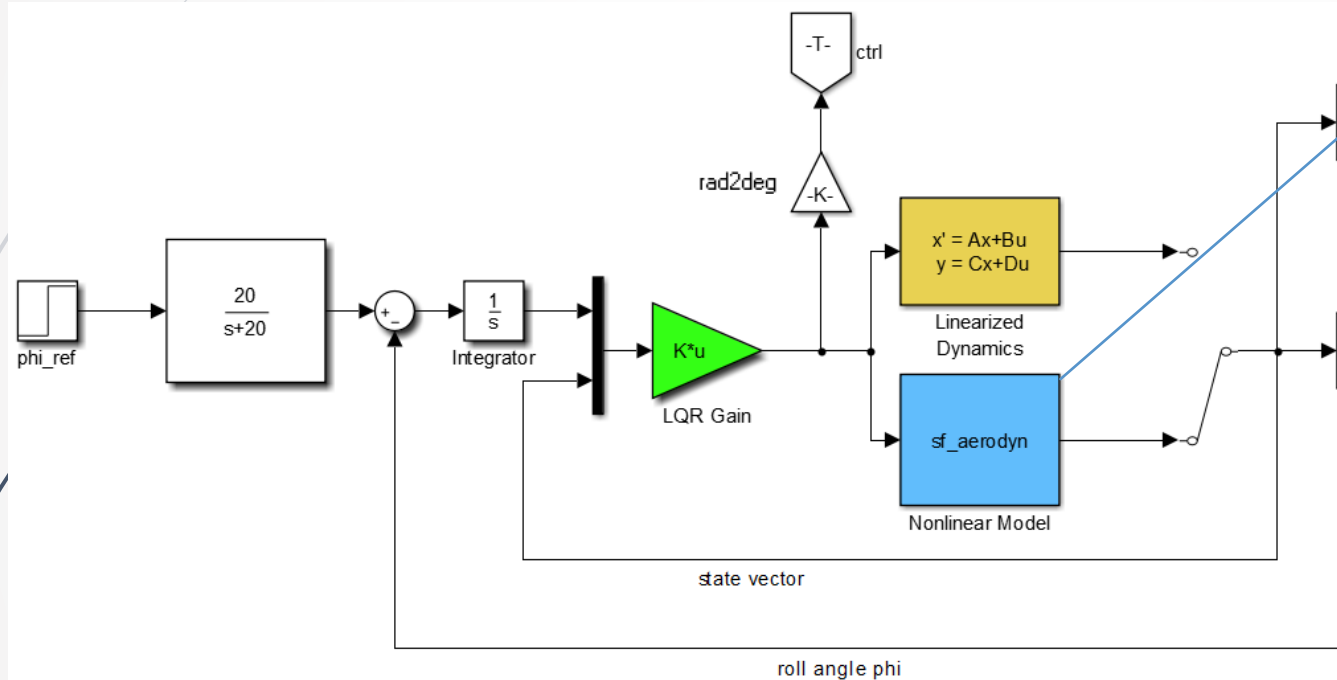 -T-
ctrl
rad2deg
-K-
x' = Ax+Bu
y = Cx+Du
Linearized
Dynamics
phi_ref
20
s+20
+
−
1
s
Integrator
K*u
LQR Gain
sf_aerodyn
Nonlinear Model
state vector
roll angle phi